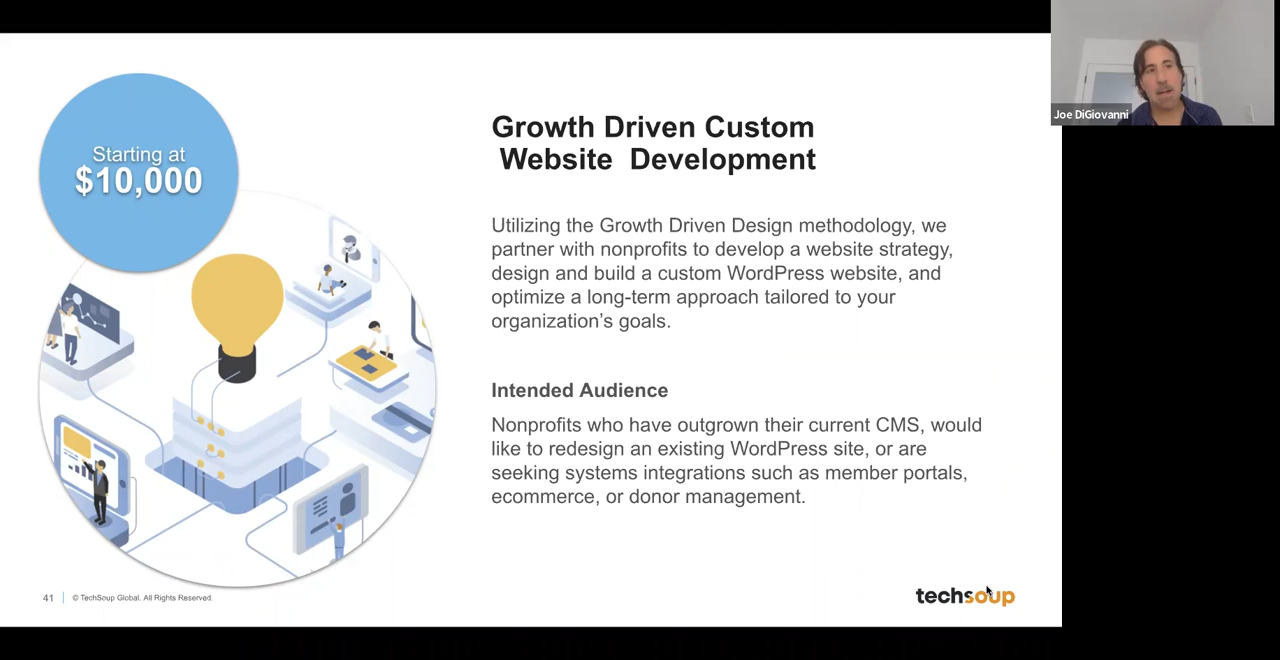 Starting at
$10,000
Growth Driven Custom
Website Development
Utilizing the Growth Driven Design methodology, we
partner with nonprofits to develop a website strategy,
design and build a custom WordPress website, and
optimize a long-term approach tailored to your
organization’s goals.
Intended Audience
Nonprofits who have outgrown their current CMS, would
like to redesign an existing WordPress site, or are
seeking systems integrations such as member portals,
ecommerce, or donor management.
41
© TechSoup Global. All Rights Reserved.
techsoup
Joe DiGiovanni